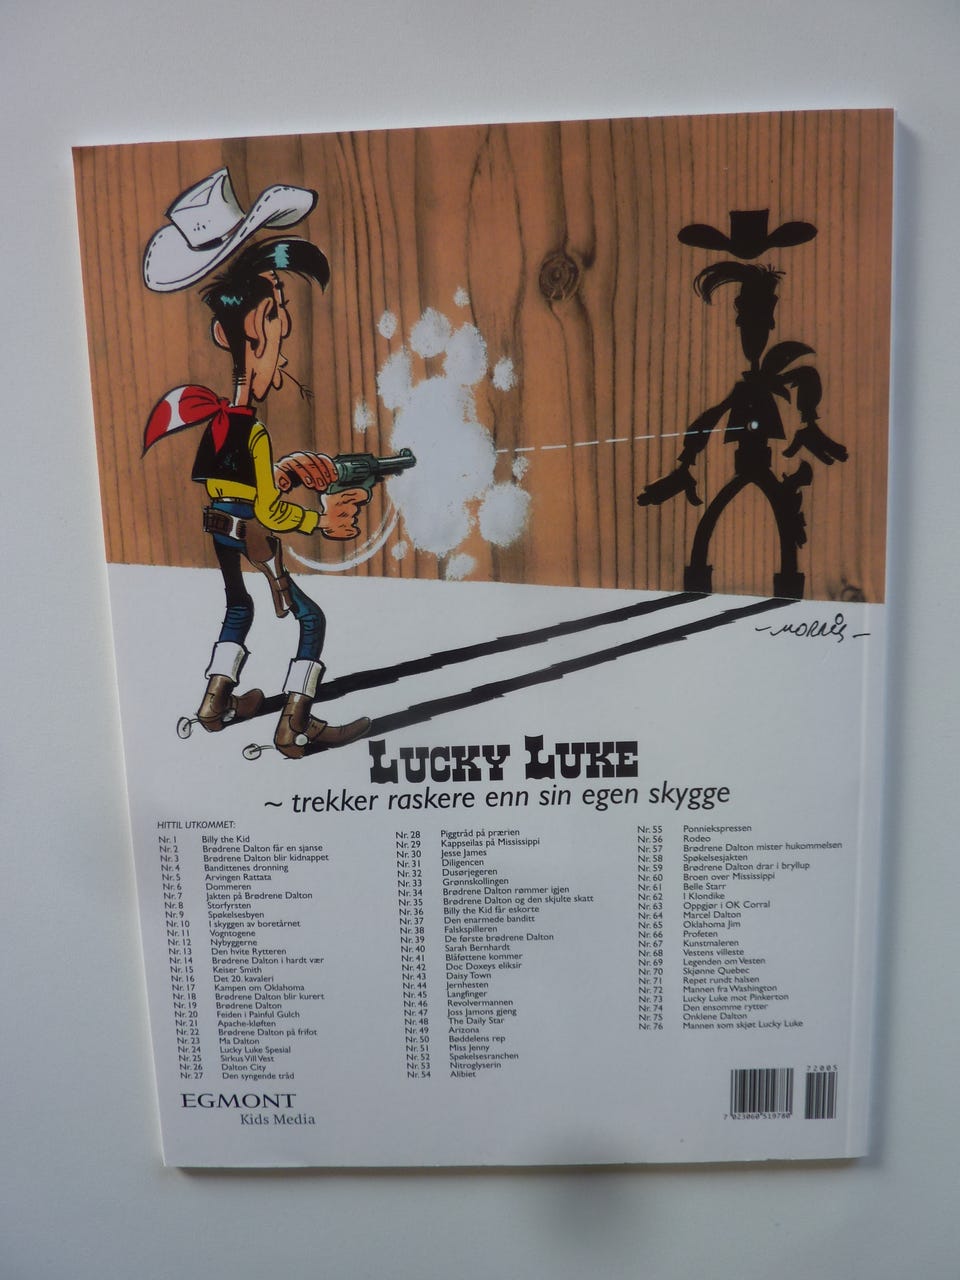 -MORRIS-
LUCKY LUKE
~ trekker raskere enn sin egen skygge
HITTIL UTKOMMET:
Nr. 1 Billy the Kid
Nr. 2 Brødrene Dalton får en sjanse
Nr. 3 Brødrene Dalton blir kidnappet
Nr. 4 Bandittenes dronning
Nr. 5 Arvingen Rattata
Nr. 6 Dommeren
Nr. 7 Jakten på Brødrene Dalton
Nr. 8 Storfyrsten
Nr. 9 Spøkelsesbyen
Nr. 10 I skyggen av boretårnet
Nr. 11 Vogntogene
Nr. 12 Nybyggerne
Nr. 13 Den hvite Rytteren
Nr. 14 Brødrene Dalton i hardt vær
Nr. 15 Keiser Smith
Nr. 16 Det 20. kavaleri
Nr. 17 Kampen om Oklahoma
Nr. 18 Brødrene Dalton blir kurert
Nr. 19 Brødrene Dalton
Nr. 20 Feiden i Painful Gulch
Nr. 21 Apache-kløften
Nr. 22 Brødrene Dalton på frifot
Nr. 23 Ma Dalton
Nr. 24 Lucky Luke Spesial
Nr. 25 Sirkus Vill Vest
Nr. 26 Dalton City
Nr. 27 Den syngende tråd
Nr. 28 Piggtråd på prærien
Nr. 29 Kappseilas på Mississippi
Nr. 30 Jesse James
Nr. 31 Diligencen
Nr. 32 Dusørjegeren
Nr. 33 Grønnskollingen
Nr. 34 Brødrene Dalton rømmer igjen
Nr. 35 Brødrene Dalton og den skjulte skatt
Nr. 36 Billy the Kid får eskorte
Nr. 37 Den enarmede banditt
Nr. 38 Falskspilleren
Nr. 39 De første brødrene Dalton
Nr. 40 Sarah Bernhardt
Nr. 41 Blåføttene kommer
Nr. 42 Doc Doxeys eliksir
Nr. 43 Daisy Town
Nr. 44 Jernhesten
Nr. 45 Langfinger
Nr. 46 Revolvermannen
Nr. 47 Joss Jamons gjeng
Nr. 48 The Daily Star
Nr. 49 Arizona
Nr. 50 Bøddelens rep
Nr. 51 Miss Jenny
Nr. 52 Spøkelsesranchen
Nr. 53 Nitroglyserin
Nr. 54 Alibiet
Nr. 55 Ponniekspressen
Nr. 56 Rodeo
Nr. 57 Brødrene Dalton mister hukommelsen
Nr. 58 Spøkelsesjakten
Nr. 59 Brødrene Dalton drar i bryllup
Nr. 60 Broen over Mississippi
Nr. 61 Belle Starr
Nr. 62 I Klondike
Nr. 63 Oppgjør i OK Corral
Nr. 64 Marcel Dalton
Nr. 65 Oklahoma Jim
Nr. 66 Profeten
Nr. 67 Kunstmaleren
Nr. 68 Vestens villeste
Nr. 69 Legenden om Vesten
Nr. 70 Skjønne Quebec
Nr. 71 Repet rundt halsen
Nr. 72 Mannen fra Washington
Nr. 73 Lucky Luke mot Pinkerton
Nr. 74 Den ensomme rytter
Nr. 75 Onklene Dalton
Nr. 76 Mannen som skjøt Lucky Luke
EGMONT
Kids Media
72005
7 023060 519780